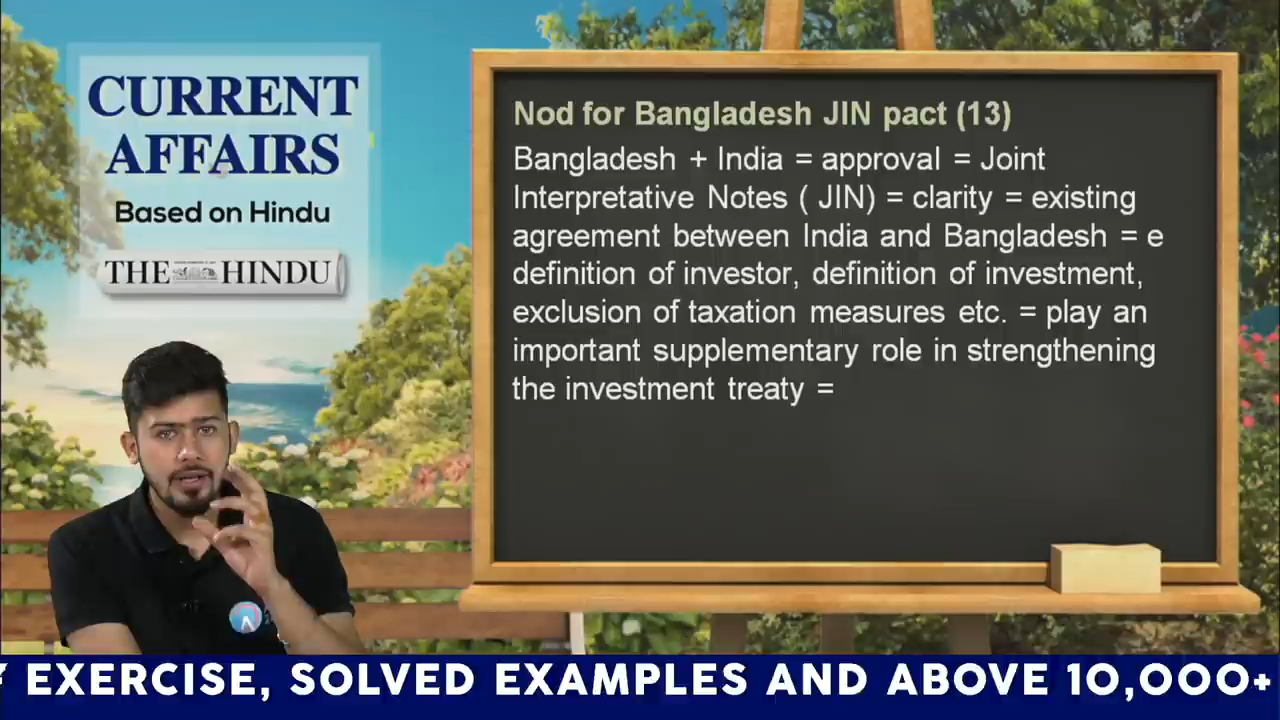 CURRENT
AFFAIRS
Based on Hindu
THE HINDU
Nod for Bangladesh JIN pact (13)
Bangladesh + India = approval = Joint
Interpretative Notes ( JIN) = clarity = existing
agreement between India and Bangladesh = e
definition of investor, definition of investment,
exclusion of taxation measures etc. = play an
important supplementary role in strengthening
the investment treaty =
EXERCISE, SOLVED EXAMPLES AND ABOVE 10,000+